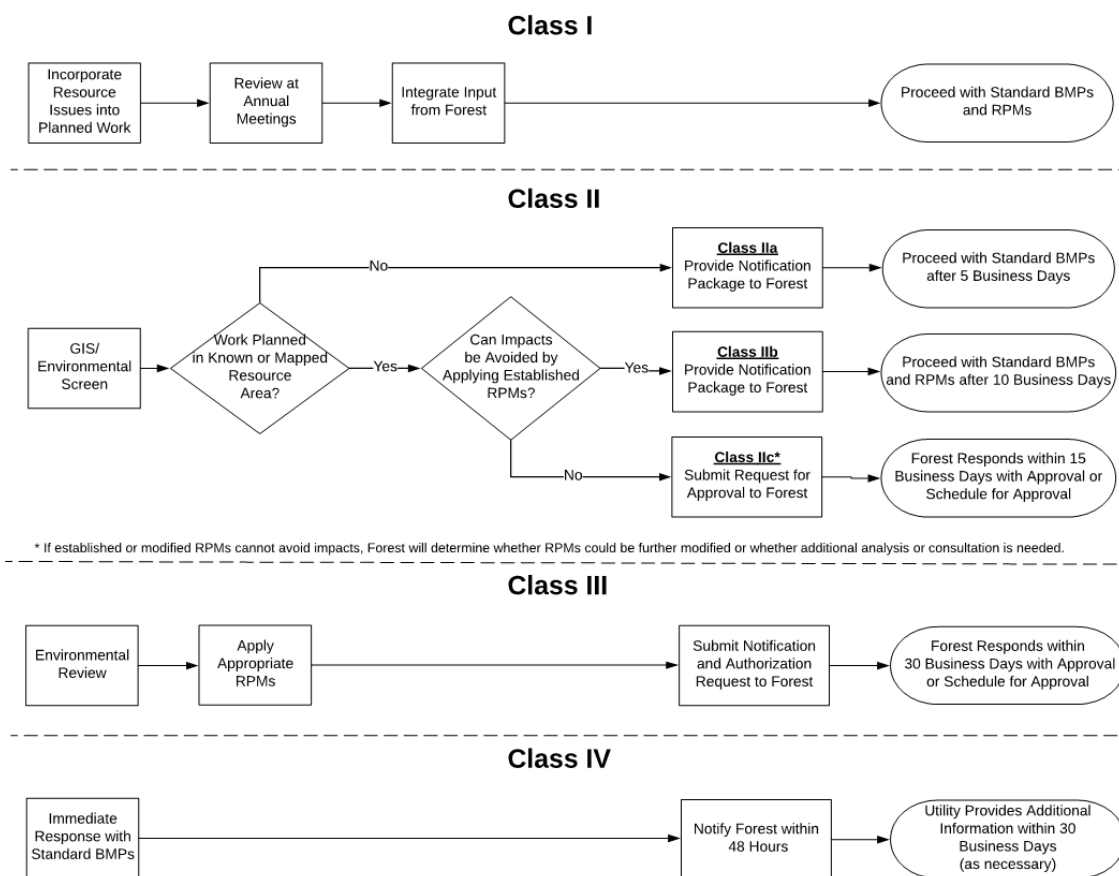 Class I
Incorporate
Resource
Issues into
Planned Work
Review at
Annual
Meetings
Integrate Input
from Forest
Proceed with Standard BMPs
and RPMs
Class II
GIS/
Environmental
Screen
Work Planned
in Known or Mapped
Resource
Area?
No
Yes
Can Impacts
be Avoided by
Applying Established
RPMs?
Yes
No
Class IIa
Provide Notification
Package to Forest
Proceed with Standard BMPs
after 5 Business Days
Class IIb
Provide Notification
Package to Forest
Proceed with Standard BMPs
and RPMs after 10 Business Days
Class IIc*
Submit Request for
Approval to Forest
Forest Responds within 15
Business Days with Approval or
Schedule for Approval
* If established or modified RPMs cannot avoid impacts, Forest will determine whether RPMs could be further modified or whether additional analysis or consultation is needed.
Class III
Environmental
Review
Apply
Appropriate
RPMs
Submit Notification
and Authorization
Request to Forest
Forest Responds within
30 Business Days with Approval
or Schedule for Approval
Class IV
Immediate
Response with
Standard BMPs
Notify Forest within
48 Hours
Utility Provides Additional
Information within 30
Business Days
(as necessary)